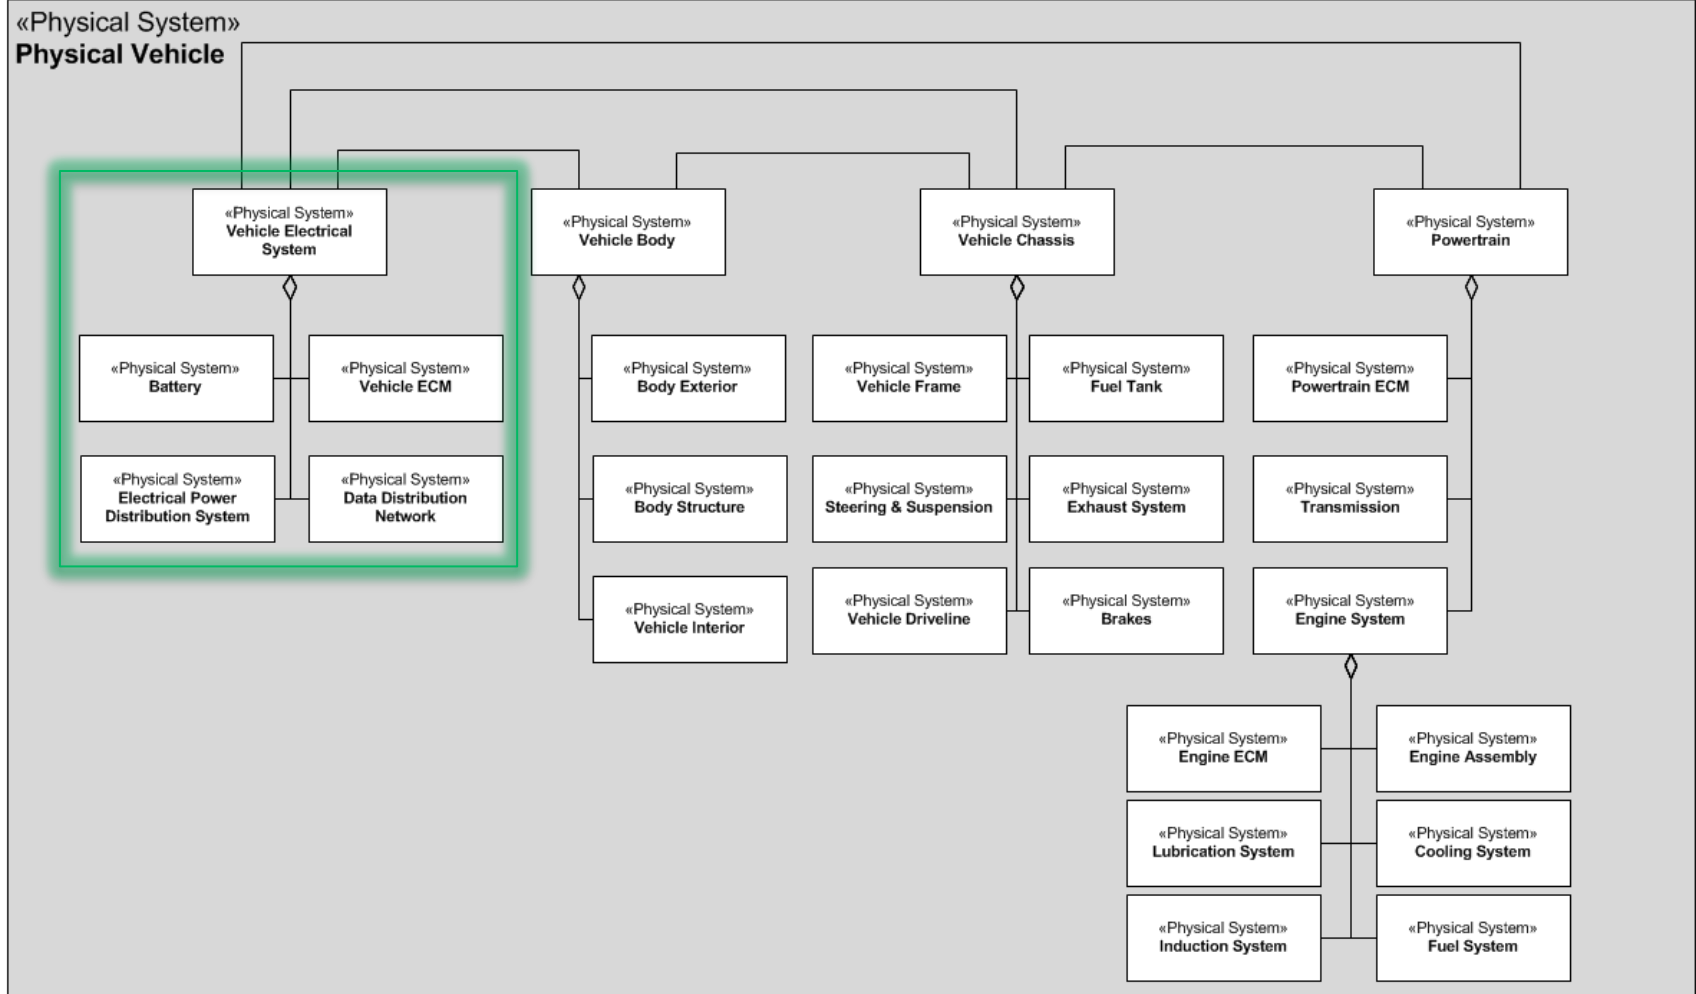 «Physical System»
Physical Vehicle
«Physical System»
Vehicle Electrical
System
«Physical System»
Vehicle Body
«Physical System»
Vehicle Chassis
«Physical System»
Powertrain
«Physical System»
Battery
«Physical System»
Vehicle ECM
«Physical System»
Body Exterior
«Physical System»
Vehicle Frame
«Physical System»
Fuel Tank
«Physical System»
Powertrain ECM
«Physical System»
Electrical Power
Distribution System
«Physical System»
Data Distribution
Network
«Physical System»
Body Structure
«Physical System»
Steering & Suspension
«Physical System»
Exhaust System
«Physical System»
Transmission
«Physical System»
Vehicle Interior
«Physical System»
Vehicle Driveline
«Physical System»
Brakes
«Physical System»
Engine System
«Physical System»
Engine ECM
«Physical System»
Engine Assembly
«Physical System»
Lubrication System
«Physical System»
Cooling System
«Physical System»
Induction System
«Physical System»
Fuel System